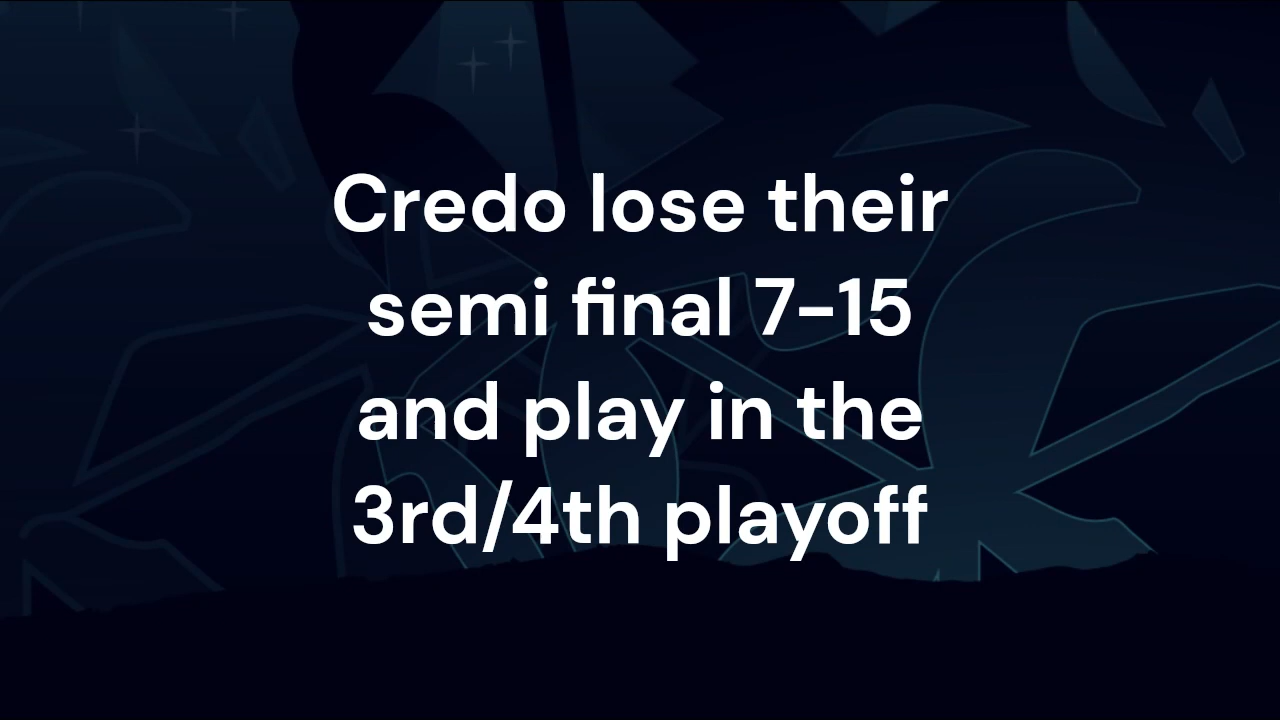 Credo lose their
semi final 7-15
and play in the
3rd/4th playoff